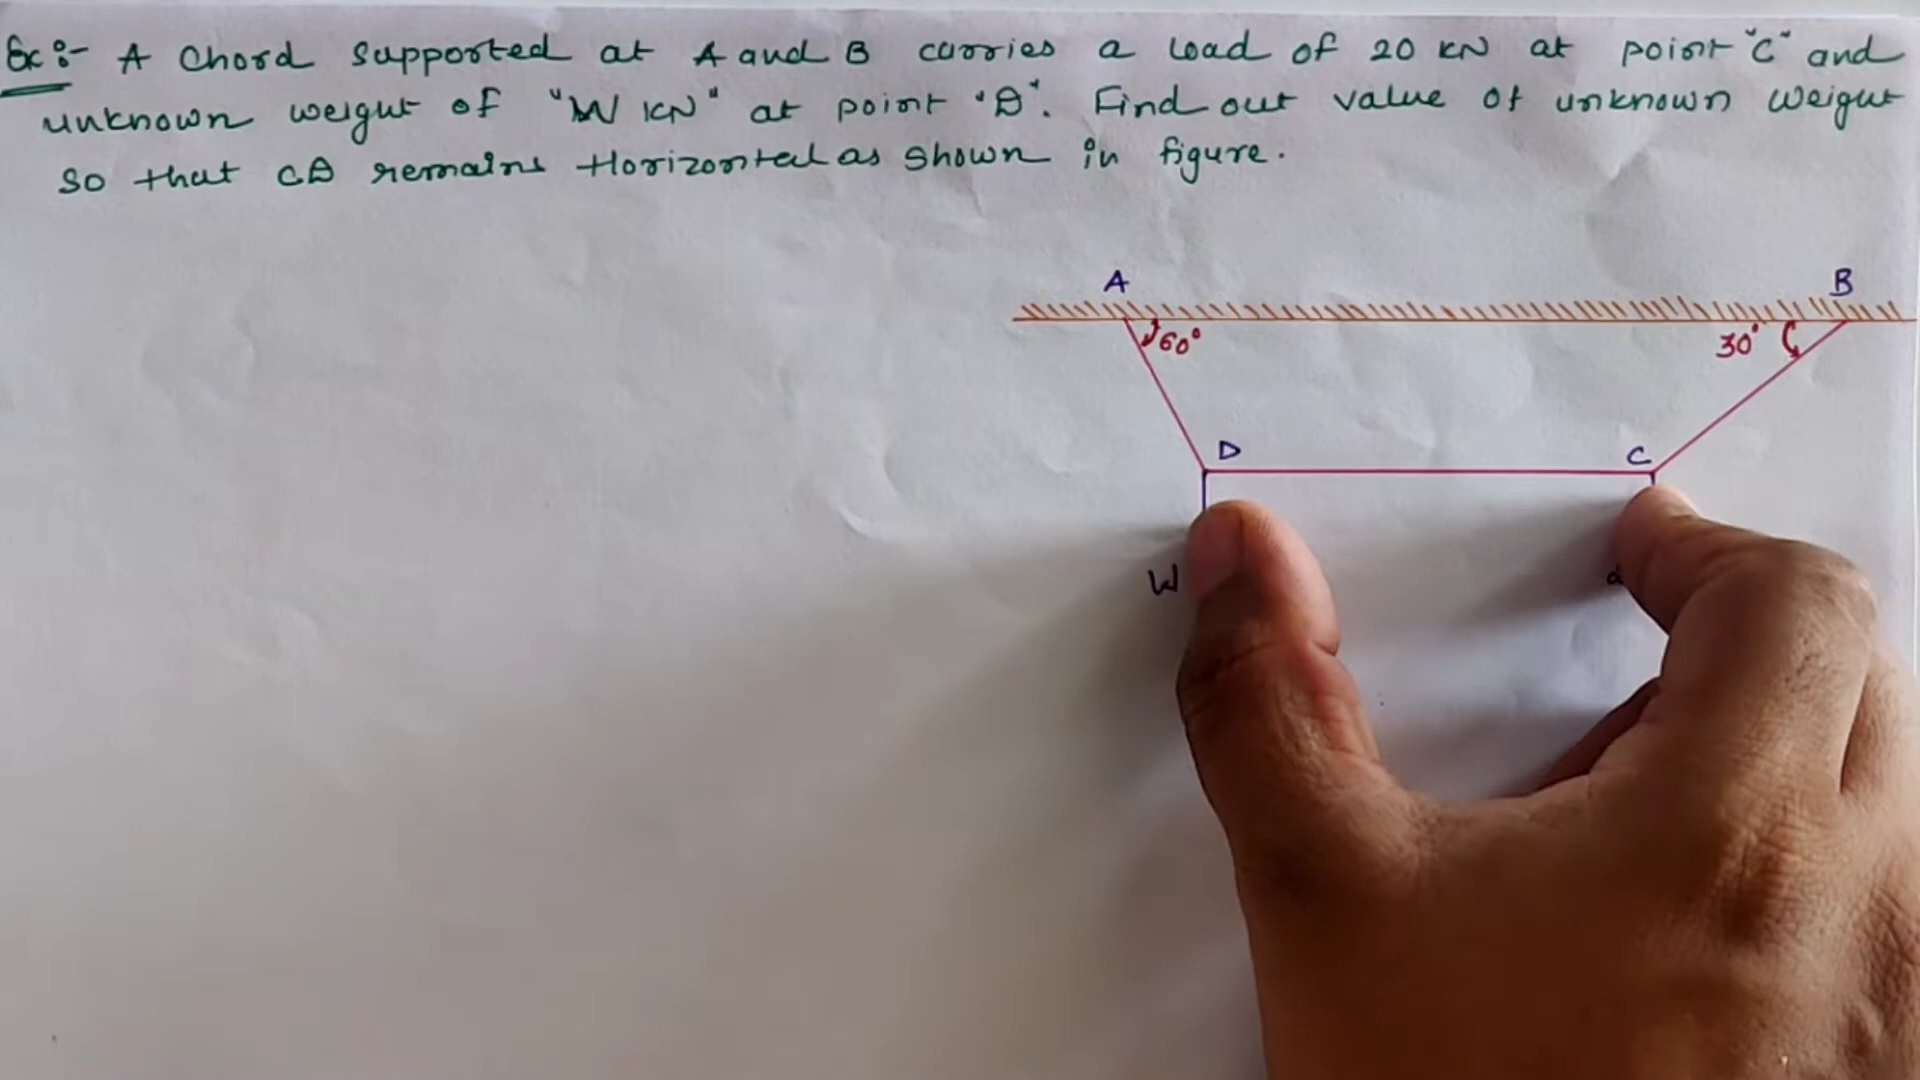 Ex:- A Chord supported at A and B carries a load of 20 KN at point "C" and
unknown weight of "W KN" at point "D". Find out value of unknown weight
so that CD remains Horizontal as shown in figure.
A
B
60°
30°
D
C
W